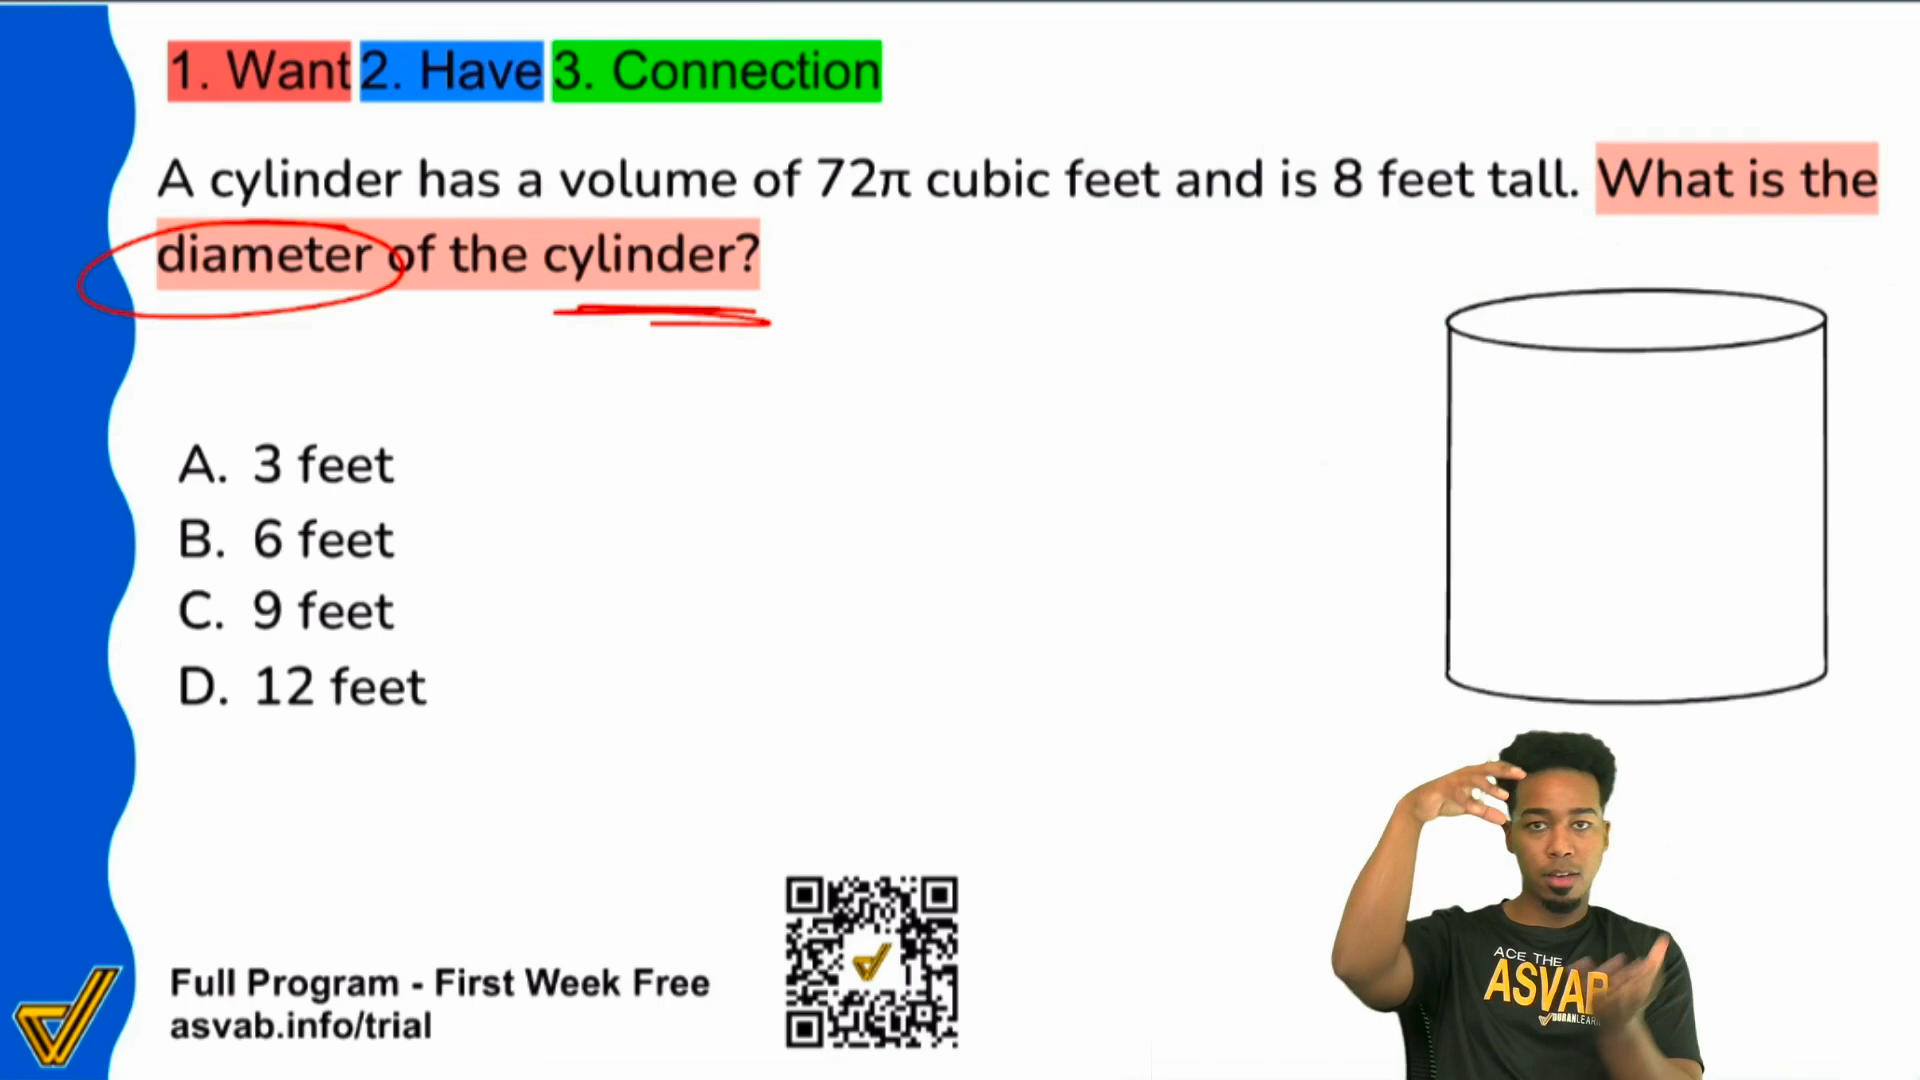 1. Want 2. Have 3. Connection
A cylinder has a volume of 72π cubic feet and is 8 feet tall. What is the
diameter of the cylinder?
A. 3 feet
B. 6 feet
C. 9 feet
D. 12 feet
ACE THE
ASVAB
DURANLEARN
Full Program - First Week Free
asvab.info/trial